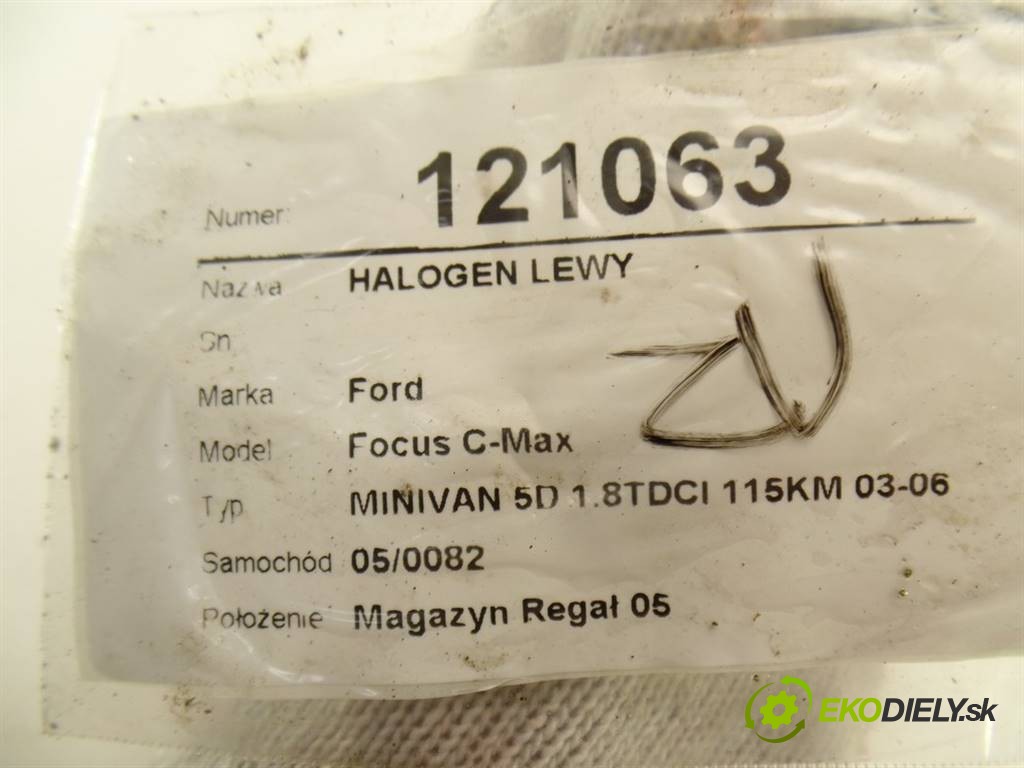 Numer: 121063
Nazwa HALOGEN LEWY
Sn
Marka Ford
Model Focus C-Max
Typ MINIVAN 5D 1.8TDCI 115KM 03-06
Samochód 05/0082
Położenie Magazyn Regał 05
EKODIELY.sk